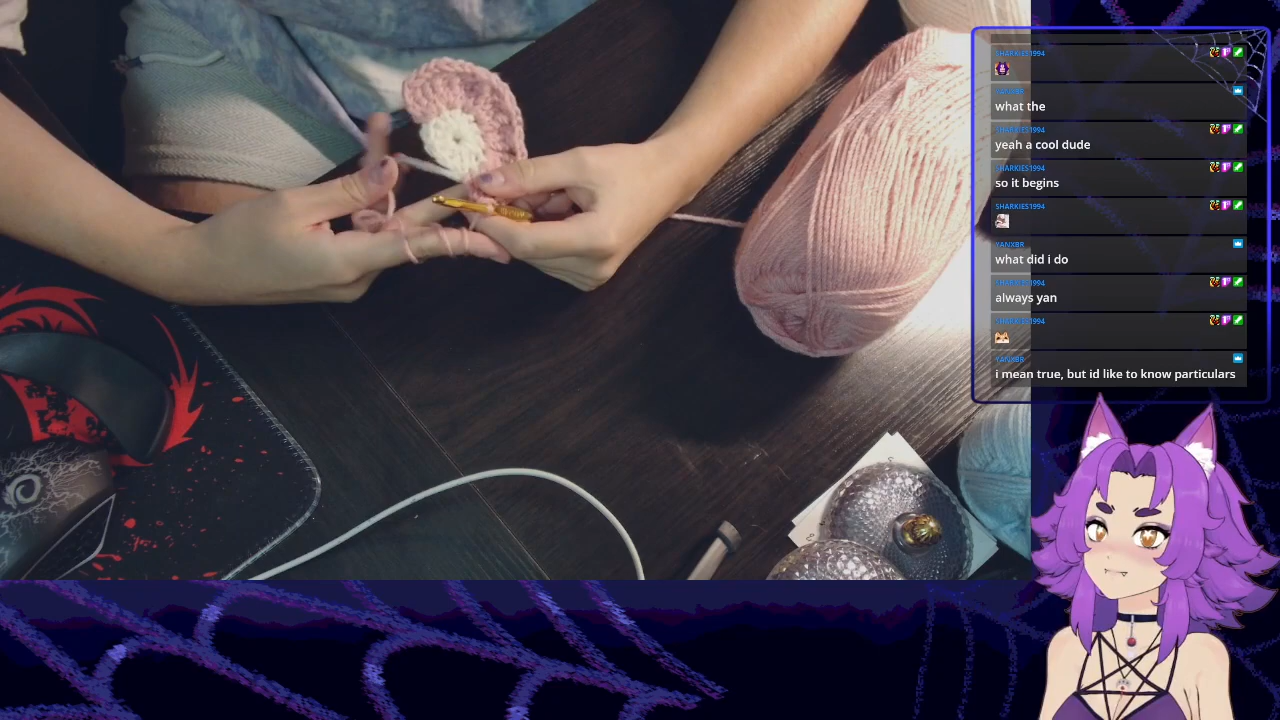 SHARKIES1994
what the
SHARKIES1994
yeah a cool dude
SHARKIES1994
so it begins
SHARKIES1994
YANXBR
what did i do
SHARKIES1994
always yan
SHARKIES1994
YANXBR
i mean true, but id like to know particulars